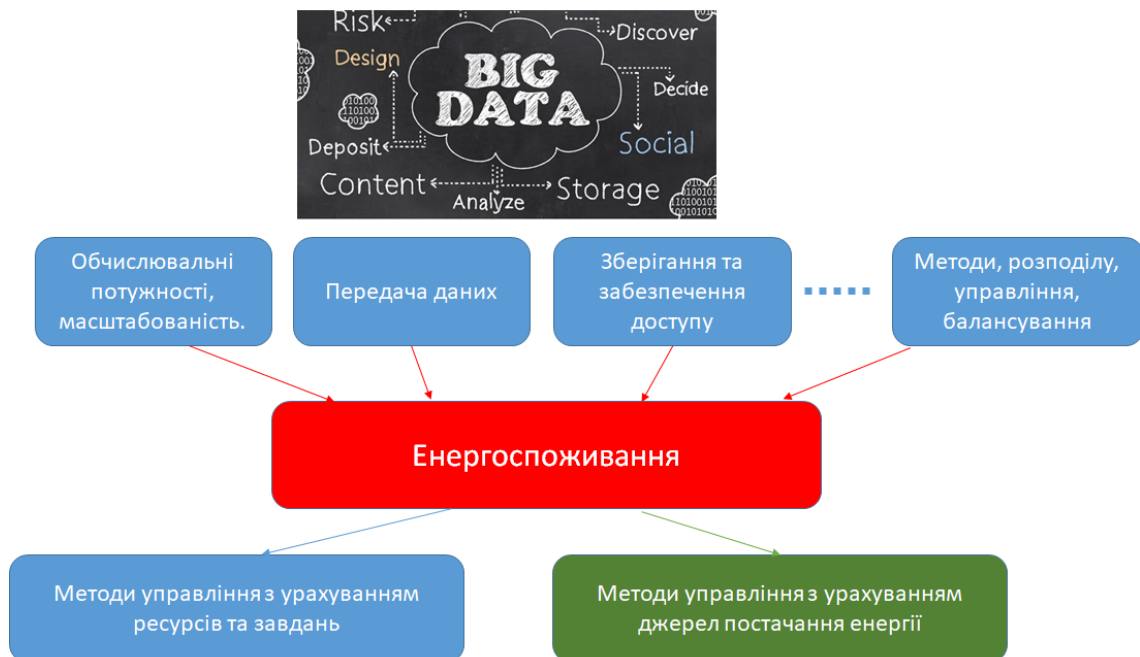 Risk
Discover
Design
BIG
DATA
Decide
Deposit
Social
Content
Analyze
Storage
Обчислювальні
потужності,
масштабованість.
Передача даних
Зберігання та
забезпечення
доступу
Методи, розподілу,
управління,
балансування
Енергоспоживання
Методи управління з урахуванням
ресурсів та завдань
Методи управління з урахуванням
джерел постачання енергії